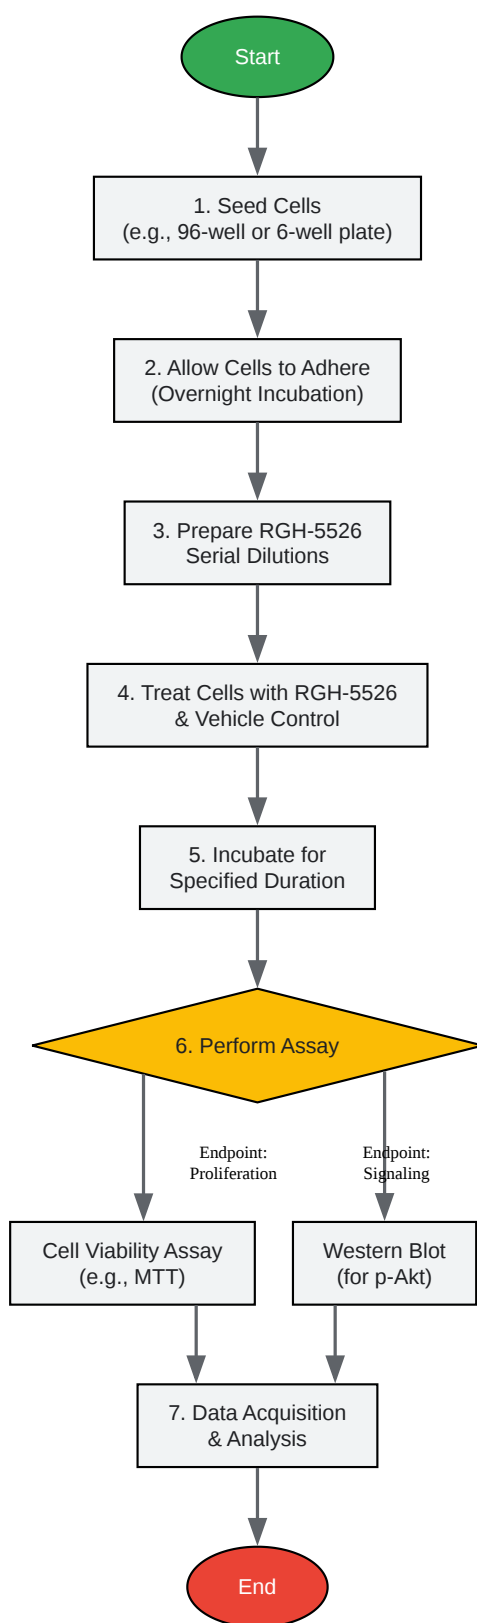 Start
1. Seed Cells
(e.g., 96-well or 6-well plate)
2. Allow Cells to Adhere
(Overnight Incubation)
3. Prepare RGH-5526
Serial Dilutions
4. Treat Cells with RGH-5526
& Vehicle Control
5. Incubate for
Specified Duration
6. Perform Assay
Endpoint:
Proliferation
Endpoint:
Signaling
Cell Viability Assay
(e.g., MTT)
Western Blot
(for p-Akt)
7. Data Acquisition
& Analysis
End